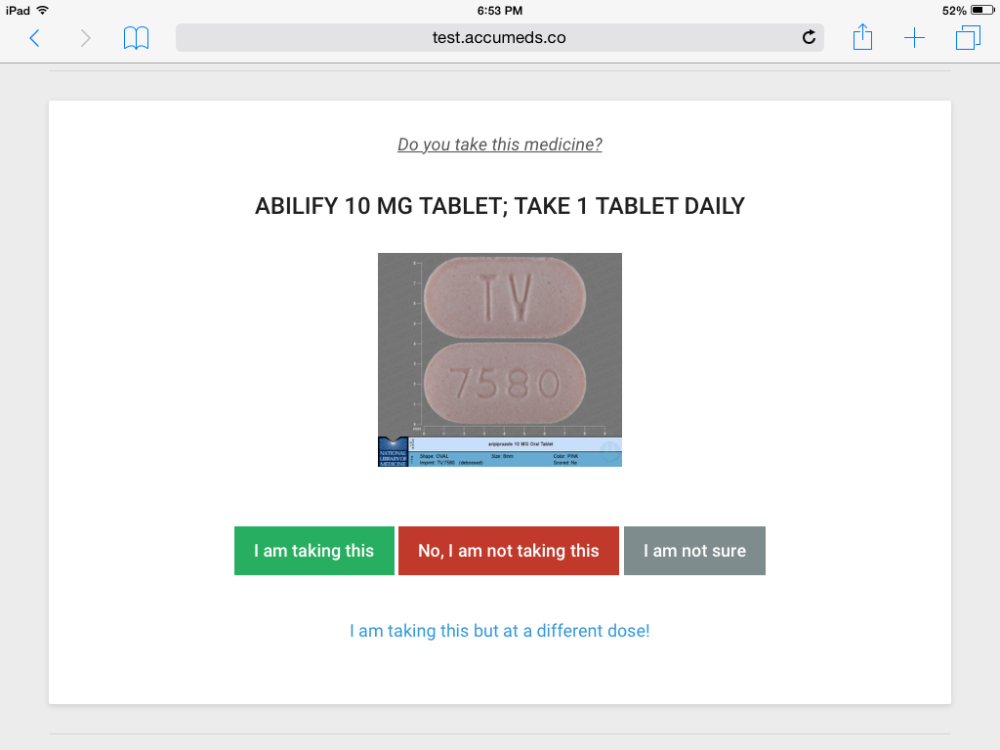 iPad
6:53 PM
52%
test.accumeds.co
Do you take this medicine?
ABILIFY 10 MG TABLET; TAKE 1 TABLET DAILY
TV
7580
NATIONAL
LIBRARY OF
MEDICINE
aripiprazole 10 MG Oral Tablet
Shape: OVAL Size: 9mm Color: PINK
Imprint: TV;7580 (debossed) Scored: No
I am taking this
No, I am not taking this
I am not sure
I am taking this but at a different dose!